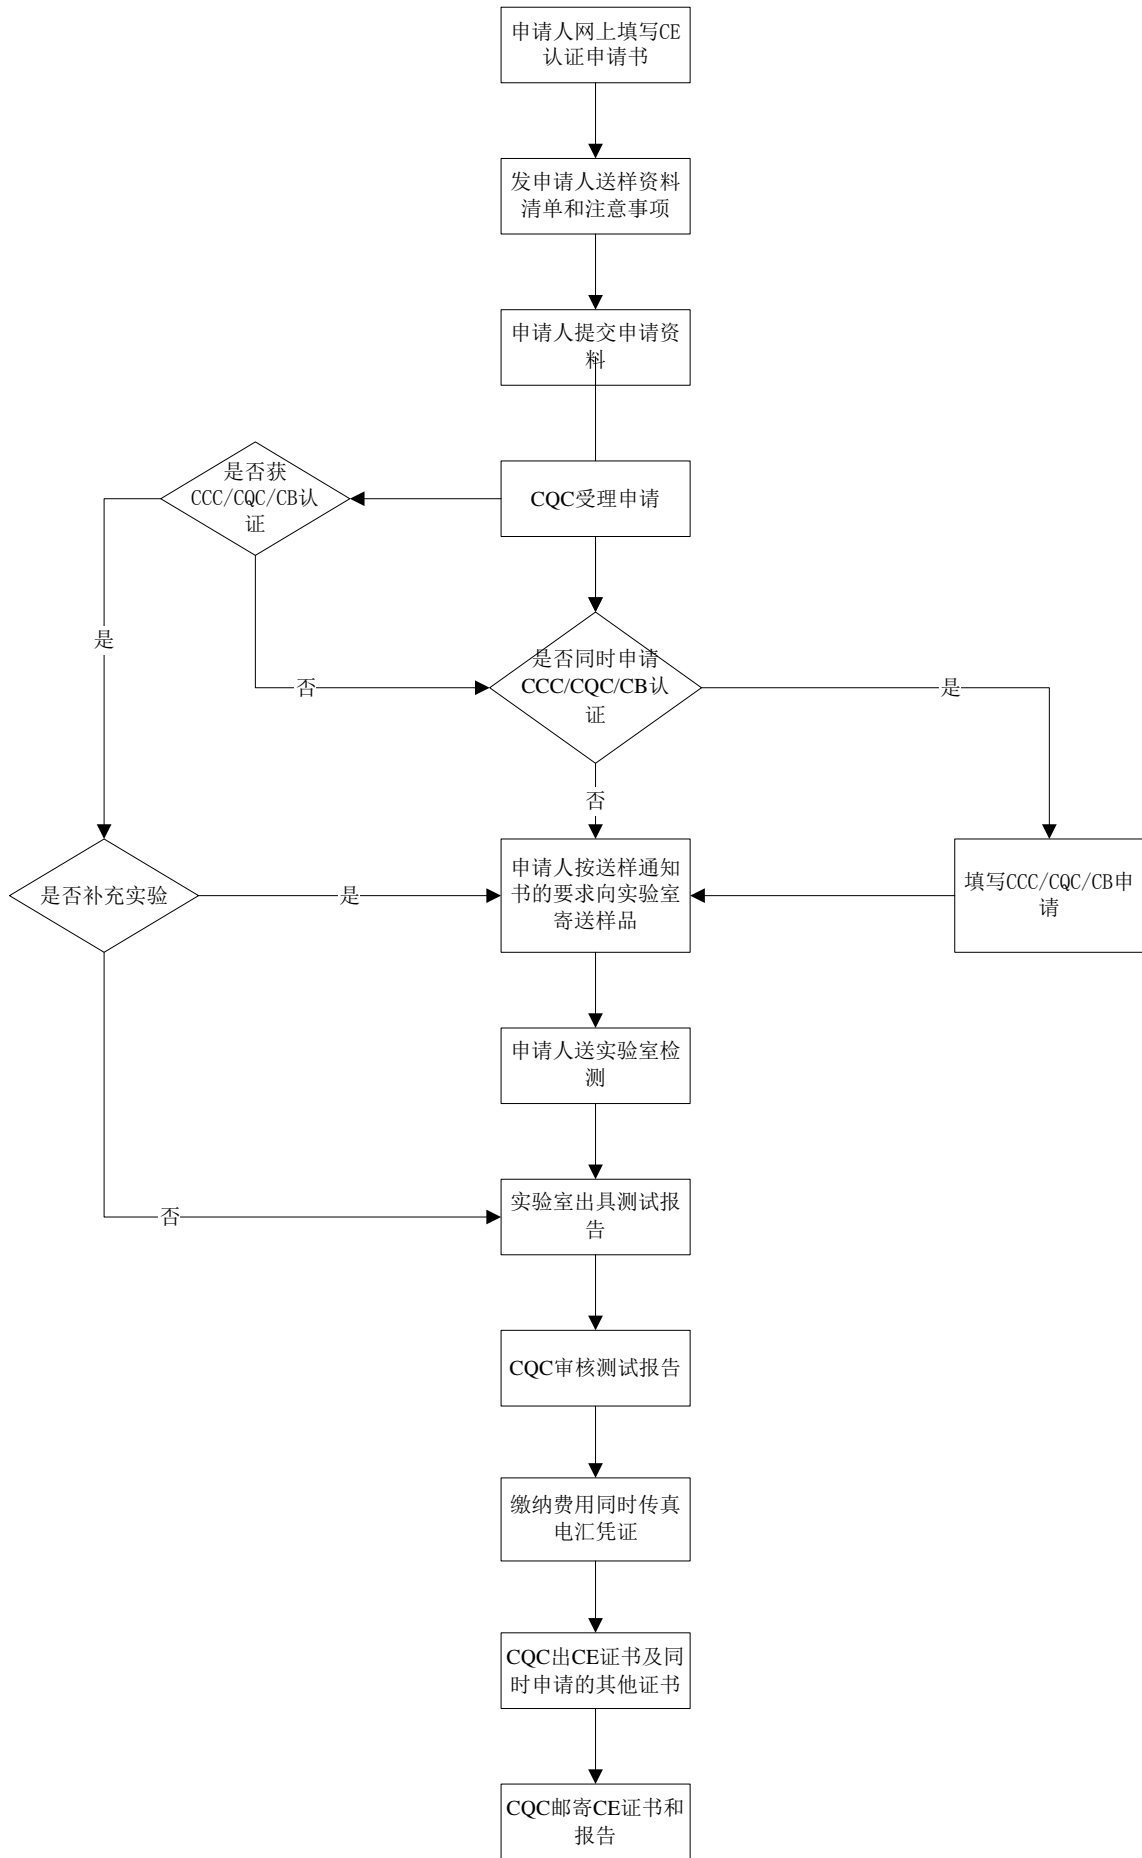 申请人网上填写CE
认证申请书
发申请人送样资料
清单和注意事项
申请人提交申请资
料
是否获
CCC/CQC/CB认
证
CQC受理申请
是
是否同时申请
CCC/CQC/CB认
证
否
是
否
申请人按送样通知
书的要求向实验室
寄送样品
是否补充实验
是
填写CCC/CQC/CB申
请
申请人送实验室检
测
实验室出具测试报
告
否
CQC审核测试报告
缴纳费用同时传真
电汇凭证
CQC出CE证书及同
时申请的其他证书
CQC邮寄CE证书和
报告